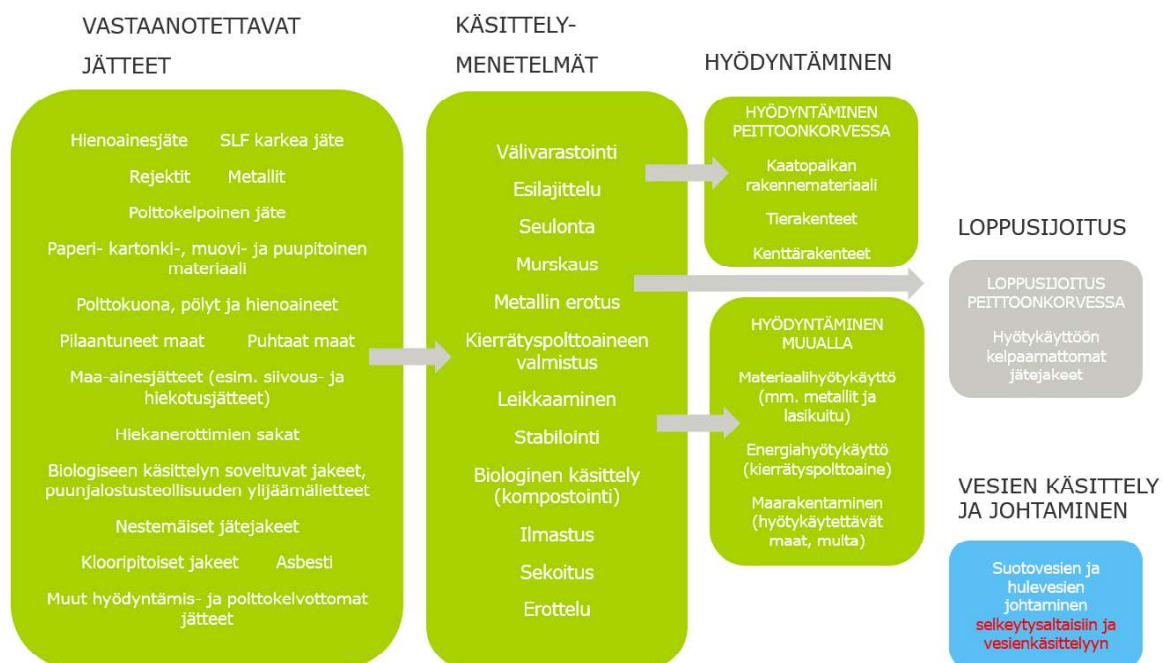 VASTAANOTETTAVAT
JÄTTEET
Hienoainesjäte SLF karkea jäte
Rejektit Metallit
Polttokelpoinen jäte
Paperi- kartonki-, muovi- ja puupitoinen
materiaali
Polttokuona, pölyt ja hienoaineet
Pilaantuneet maat Puhtaat maat
Maa-ainesjätteet (esim. siivous- ja
hiekotusjätteet)
Hiekanerottimien sakat
Biologiseen käsittelyn soveltuvat jakeet,
puunjalostusteollisuuden ylijäämälietteet
Nestemäiset jätejakeet
Klooripitoiset jakeet Asbesti
Muut hyödyntämis- ja polttokelvottomat
jätteet
KÄSITTELY-
MENETELMÄT
Välivarastointi
Esilajittelu
Seulonta
Murskaus
Metallin erotus
Kierrätyspolttoaineen
valmistus
Leikkaaminen
Stabilointi
Biologinen käsittely
(kompostointi)
Ilmastus
Sekoitus
Erottelu
HYÖDYNTÄMINEN
HYÖDYNTÄMINEN
PEITTOONKORVESSA
Kaatopaikan
rakennemateriaali
Tierakenteet
Kenttärakenteet
HYÖDYNTÄMINEN
MUUALLA
Materiaalihyötykäyttö
(mm. metallit ja
lasikuitu)
Energiahyötykäyttö
(kierrätyspolttoaine)
Maarakentaminen
(hyötykäytettävät
maat, multa)
LOPPUSIJOITUS
LOPPUSIJOITUS
PEITTOONKORVESSA
Hyötykäyttöön
kelpaamattomat
jätejakeet
VESIEN KÄSITTELY
JA JOHTAMINEN
Suotovesien ja
hulevesien
johtaminen
selkeytysaltaisiin ja
vesienkäsittelyyn